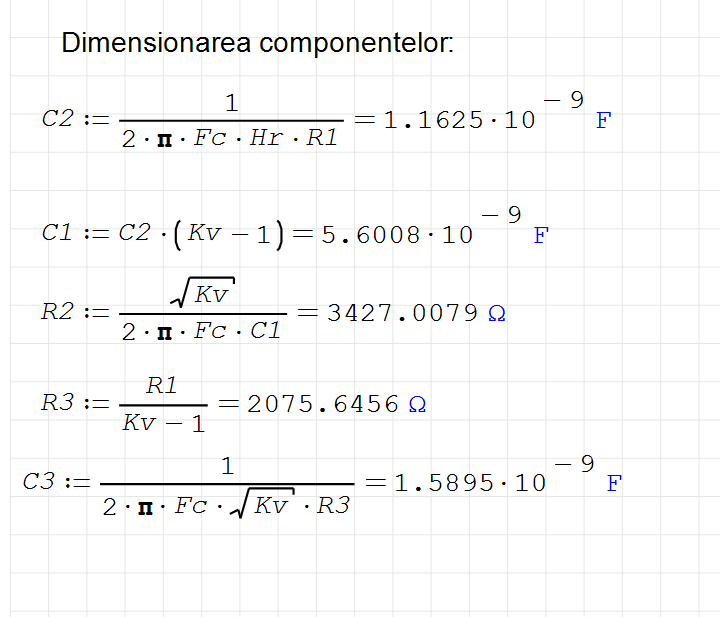 Dimensionarea componentelor:
C2 := 1 / (2·π·Fc·Hr·R1) = 1.1625·10^−9 F
C1 := C2·(Kv−1) = 5.6008·10^−9 F
R2 := √Kv / (2·π·Fc·C1) = 3427.0079 Ω
R3 := R1 / (Kv−1) = 2075.6456 Ω
C3 := 1 / (2·π·Fc·√Kv·R3) = 1.5895·10^−9 F